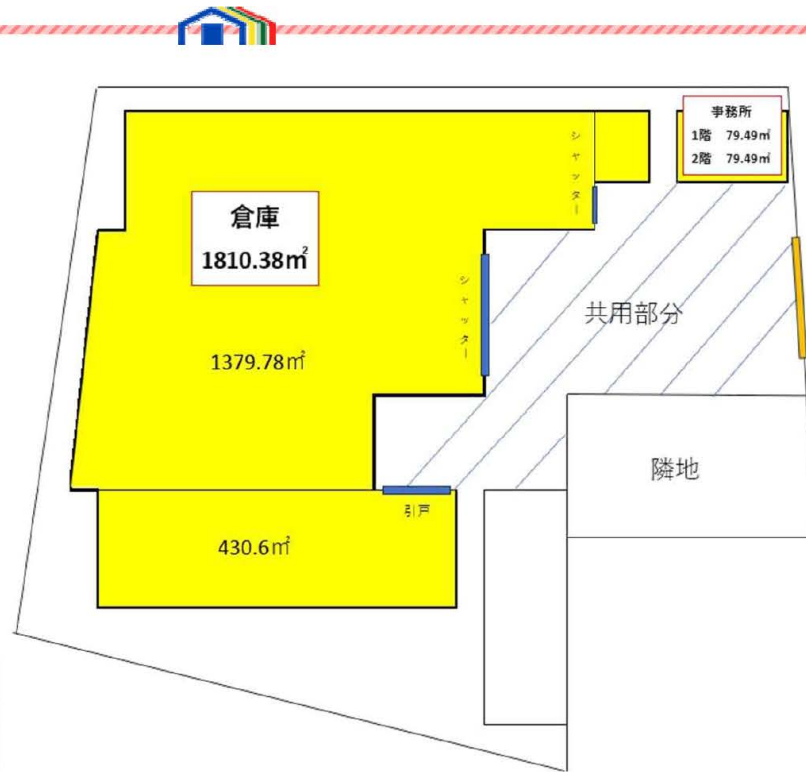 事務所
1階 79.49㎡
2階 79.49㎡
シャッター
倉庫
1810.38㎡
シャッター
共用部分
1379.78㎡
隣地
引戸
430.6㎡